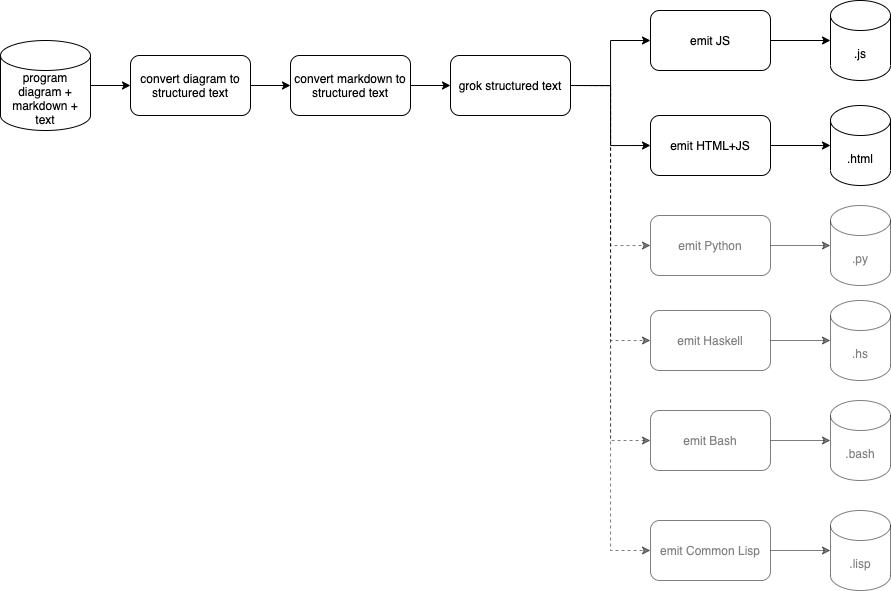 program
diagram +
markdown +
text
convert diagram to
structured text
convert markdown to
structured text
grok structured text
emit JS
.js
emit HTML+JS
.html
emit Python
.py
emit Haskell
.hs
emit Bash
.bash
emit Common Lisp
.lisp